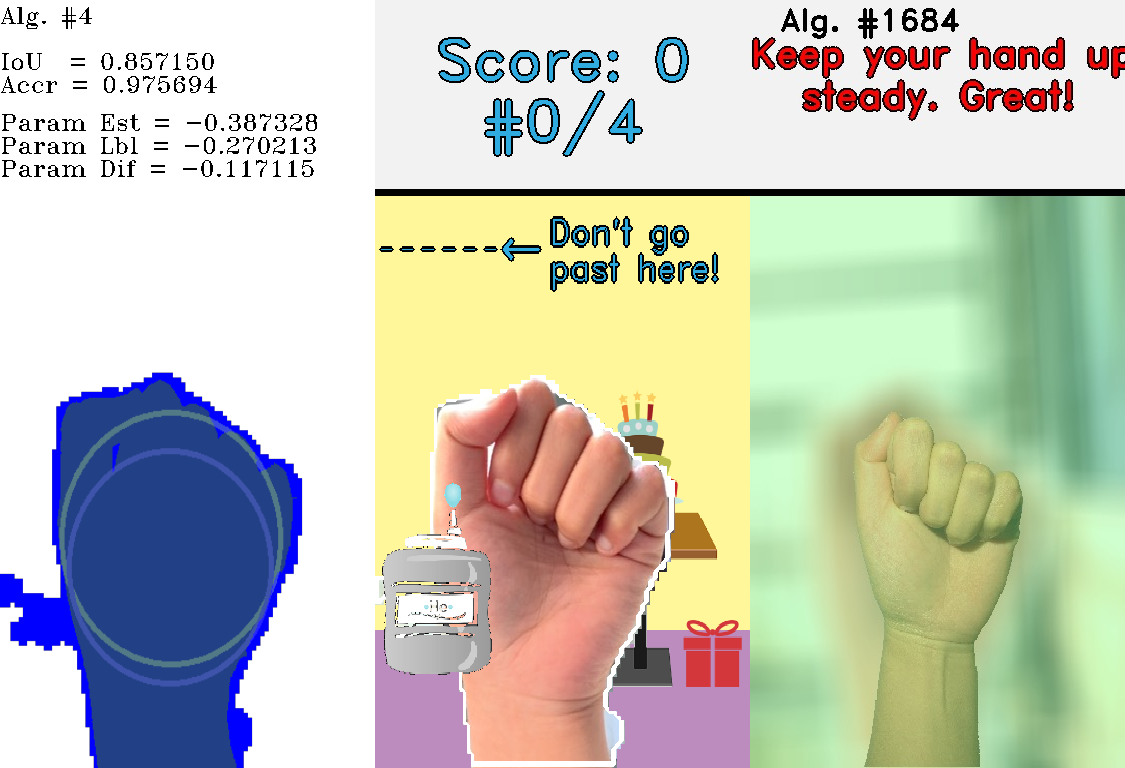 Alg. #4
IoU = 0.857150
Accr = 0.975694
Param Est = −0.387328
Param Lbl = −0.270213
Param Dif = −0.117115
Score: 0
#0/4
Alg. #1684
Keep your hand up
steady. Great!
Don't go
past here!